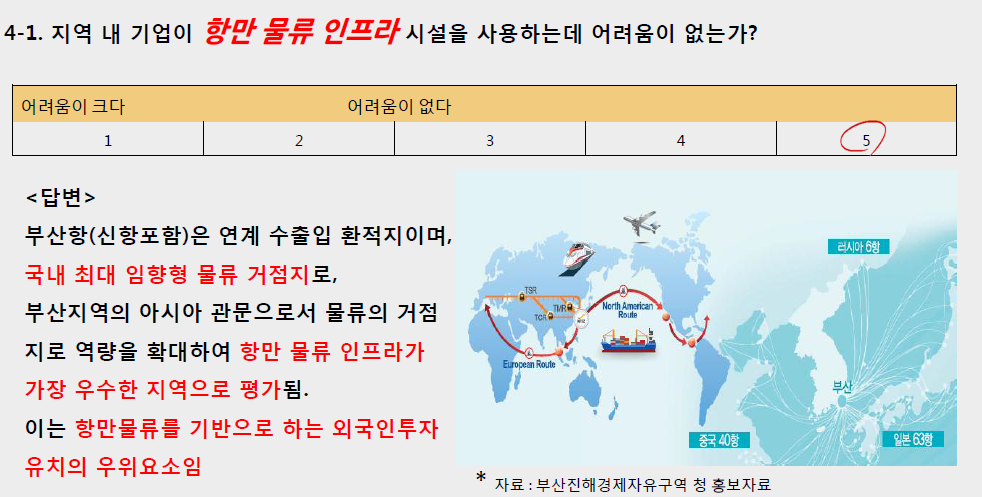 4-1. 지역 내 기업이 항만 물류 인프라 시설을 사용하는데 어려움이 없는가?
어려움이 크다 어려움이 없다
1 2 3 4 5
<답변>
부산항(신항포함)은 연계 수출입 환적지이며,
국내 최대 임항형 물류 거점지로,
부산지역의 아시아 관문으로서 물류의 거점
지로 역량을 확대하여 항만 물류 인프라가
가장 우수한 지역으로 평가됨.
이는 항만물류를 기반으로 하는 외국인투자
유치의 우위요소임
러시아 6항
TSR
TMR
TCR
North American
Route
European Route
부산
중국 40항
일본 63항
* 자료 : 부산진해경제자유구역 청 홍보자료